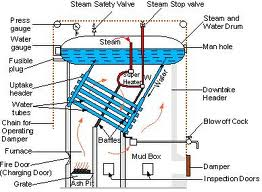 Steam Safety Valve
Steam Stop valve
Press
gauge
Water
gauge
Fusible
plug
Uptake
header
Water
tubes
Chain for
Operating
Damper
Furnace
Fire Door
(Charging Door)
Grate
Ash Pit
Steam
Super
Heater
W
Water
Baffles
Mud Box
Steam and
Water Drum
Man hole
Downtake
Header
Blowoff Cock
Damper
Inspection Doors